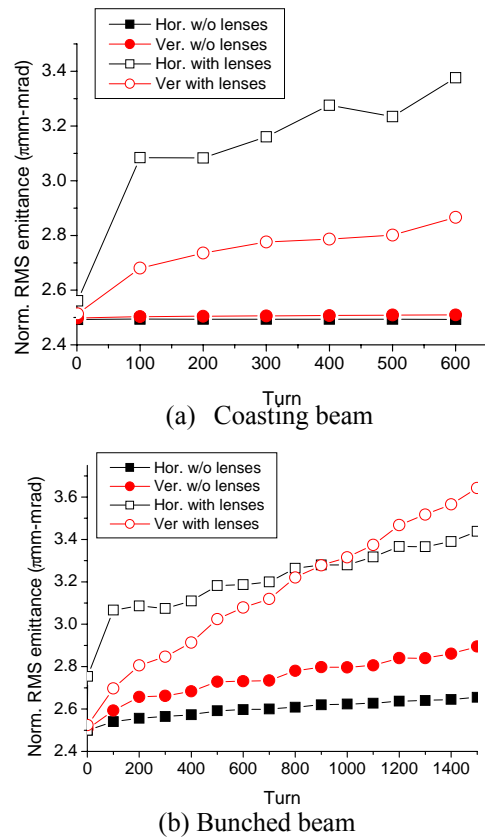 Hor. w/o lenses
Ver. w/o lenses
Hor. with lenses
Ver with lenses
Norm. RMS emittance (πmm-mrad)
3.4
3.2
3.0
2.8
2.6
2.4
0 100 200 300 400 500 600
Turn
(a) Coasting beam
Hor. w/o lenses
Ver. w/o lenses
Hor. with lenses
Ver with lenses
Norm. RMS emittance (πmm-mrad)
3.6
3.4
3.2
3.0
2.8
2.6
2.4
0 200 400 600 800 1000 1200 1400
Turn
(b) Bunched beam